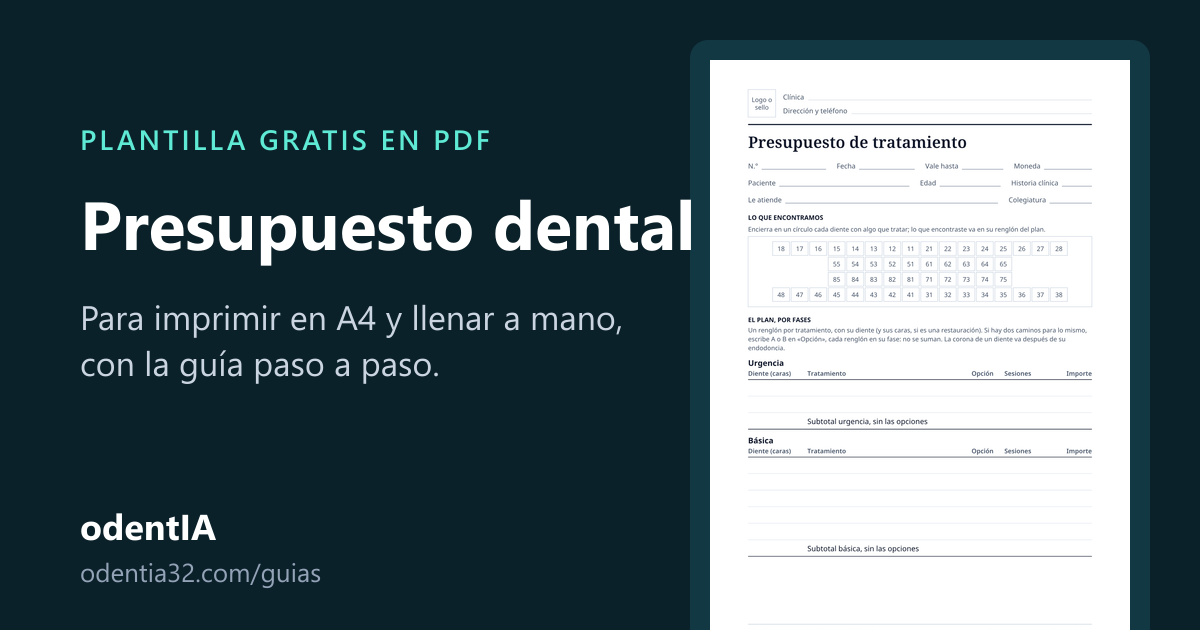 PLANTILLA GRATIS EN PDF
Presupuesto dental
Para imprimir en A4 y llenar a mano,
con la guía paso a paso.
odentIA
odentia32.com/guias
Logo o
sello
Clínica
Dirección y teléfono
Presupuesto de tratamiento
N.° Fecha Vale hasta Moneda
Paciente Edad Historia clínica
Le atiende Colegiatura
LO QUE ENCONTRAMOS
Encierra en un círculo cada diente con algo que tratar; lo que encontraste va en su renglón del plan.
18 17 16 15 14 13 12 11 21 22 23 24 25 26 27 28
55 54 53 52 51 61 62 63 64 65
85 84 83 82 81 71 72 73 74 75
48 47 46 45 44 43 42 41 31 32 33 34 35 36 37 38
EL PLAN, POR FASES
Un renglón por tratamiento, con su diente (y sus caras, si es una restauración). Si hay dos caminos para lo mismo,
escribe A o B en «Opción», cada renglón en su fase: no se suman. La corona de un diente va después de su
endodoncia.
Urgencia
Diente (caras) Tratamiento Opción Sesiones Importe
Subtotal urgencia, sin las opciones
Básica
Diente (caras) Tratamiento Opción Sesiones Importe
Subtotal básica, sin las opciones